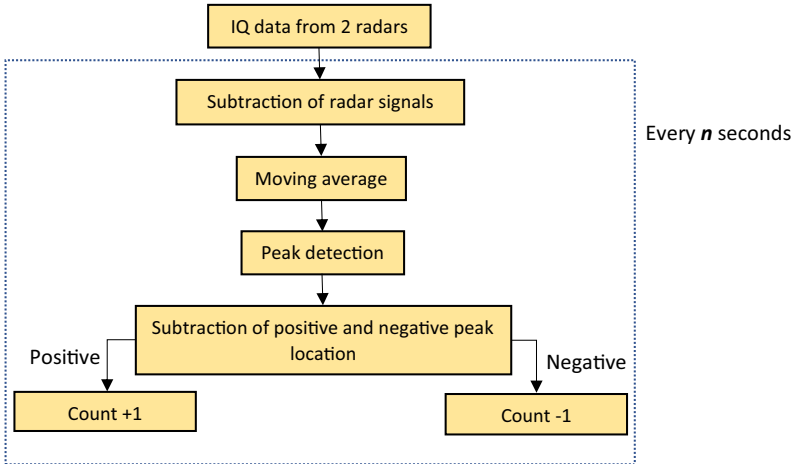 IQ data from 2 radars
Subtraction of radar signals
Every n seconds
Moving average
Peak detection
Subtraction of positive and negative peak
location
Positive
Negative
Count +1
Count -1